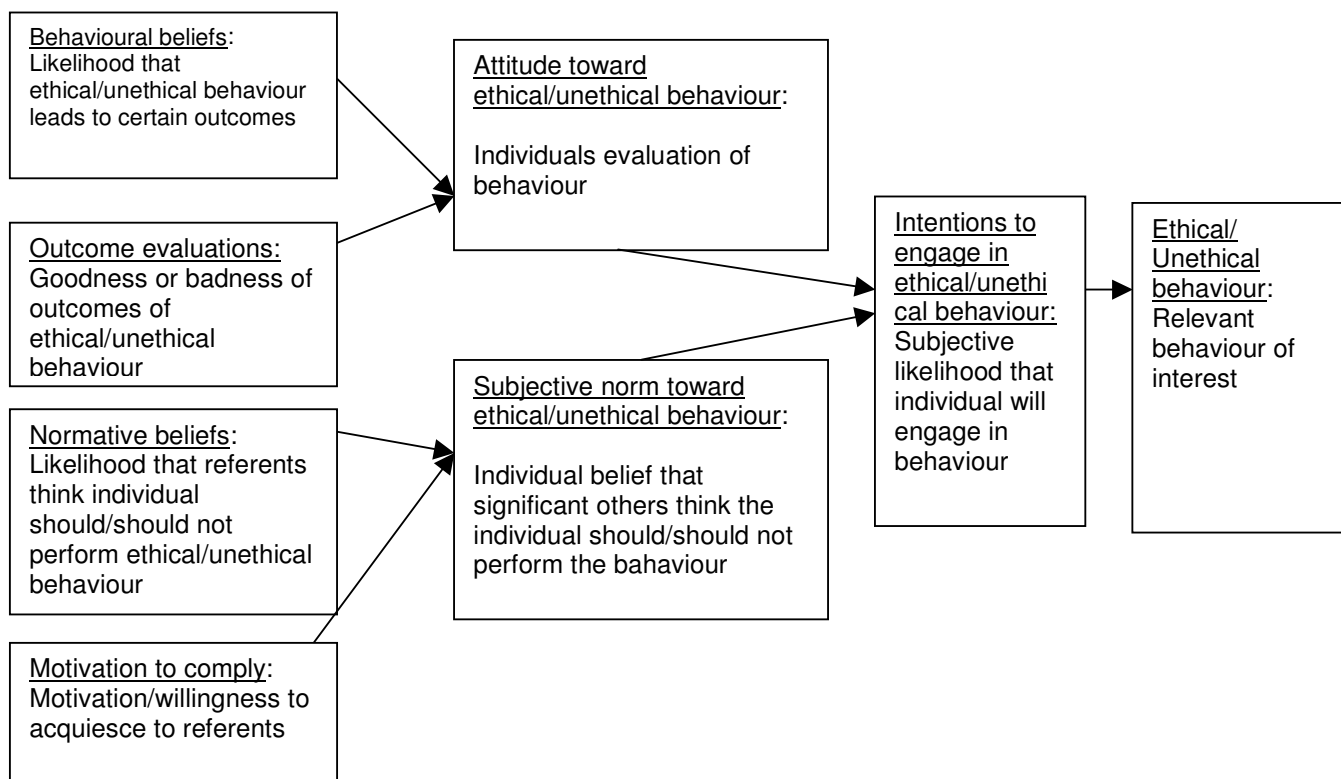 Behavioural beliefs:
Likelihood that
ethical/unethical behaviour
leads to certain outcomes
Outcome evaluations:
Goodness or badness of
outcomes of
ethical/unethical
behaviour
Normative beliefs:
Likelihood that referents
think individual
should/should not
perform ethical/unethical
behaviour
Motivation to comply:
Motivation/willingness to
acquiesce to referents
Attitude toward
ethical/unethical behaviour:
Individuals evaluation of
behaviour
Subjective norm toward
ethical/unethical behaviour:
Individual belief that
significant others think the
individual should/should not
perform the bahaviour
Intentions to
engage in
ethical/unethi
cal behaviour:
Subjective
likelihood that
individual will
engage in
behaviour
Ethical/
Unethical
behaviour:
Relevant
behaviour of
interest